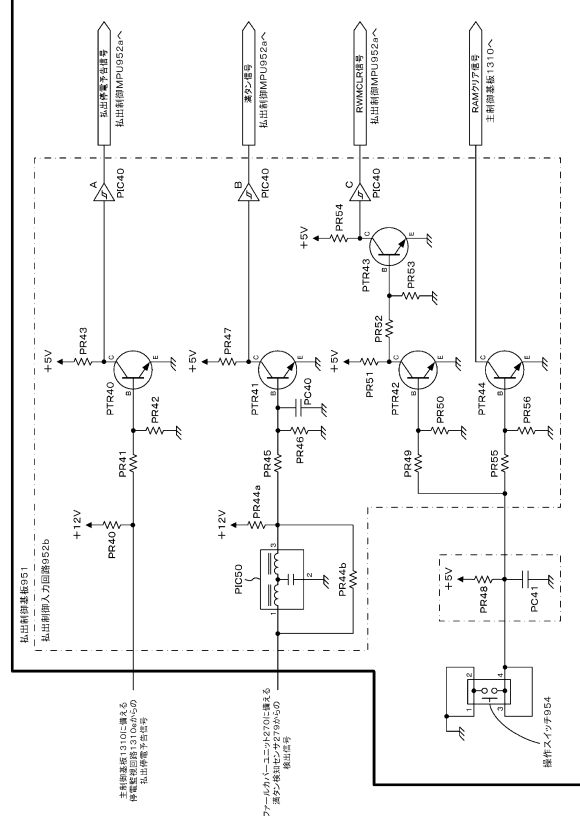 払出停電予告信号
払出制御MPU952aへ
満タン信号
払出制御MPU952aへ
RWMCLR信号
払出制御MPU952aへ
RAMクリア信号
主制御基板1310へ
A
PIC40
B
PIC40
C
PIC40
+5V
PR54
C
PTR43
B
E
PR53
PR52
+5V
PR43
C
PTR40
B
E
PR42
PR41
+12V
PR40
+5V
PR47
C
PTR41
B
E
PC40
PR46
PR45
PR44a
+12V
PIC50
3
2
1
PR44b
+5V
PR51
C
PTR42
B
E
PR50
PR49
C
PTR44
B
E
PR56
PR55
+5V
PR48
PC41
払出制御基板951
払出制御入力回路952b
主制御基板1310に備える
停電監視回路1310eからの
払出停電予告信号
ファールカバーユニット270に備える
満タン検知センサ279からの
検出信号
1
2
3
4
操作スイッチ954